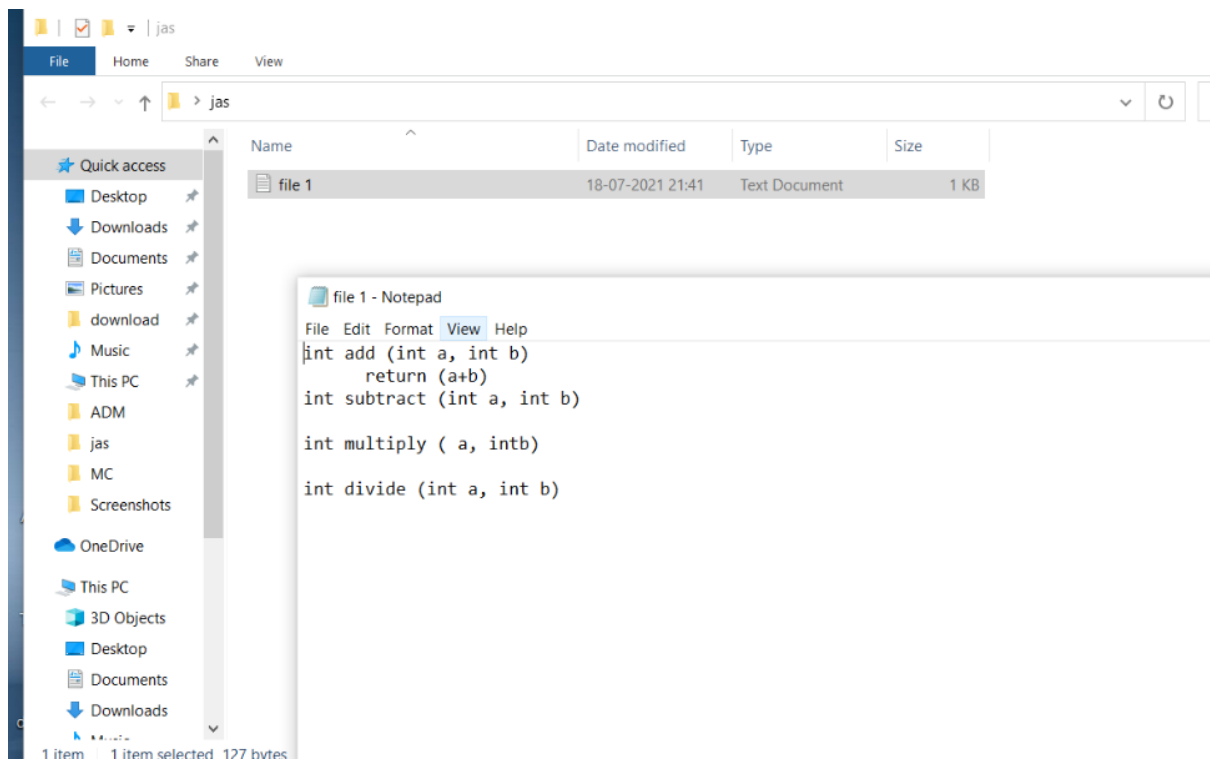 jas
File Home Share View
jas
Name Date modified Type Size
file 1 18-07-2021 21:41 Text Document 1 KB
Quick access
Desktop
Downloads
Documents
Pictures
download
Music
This PC
ADM
jas
MC
Screenshots
OneDrive
This PC
3D Objects
Desktop
Documents
Downloads
1 item 1 item selected 127 bytes
file 1 - Notepad
File Edit Format View Help
int add (int a, int b)
return (a+b)
int subtract (int a, int b)
int multiply ( a, intb)
int divide (int a, int b)